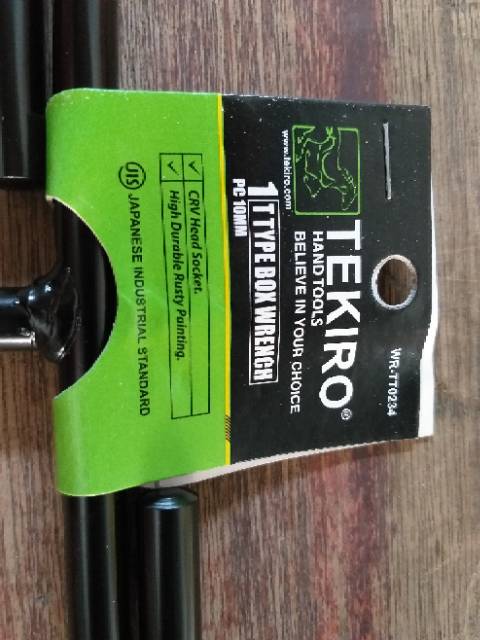 WR-TT0234
TEKIRO®
HAND TOOLS
BELIEVE IN YOUR CHOICE
www.tekiro.com
1 T TYPE BOX WRENCH
PC 10MM
CRV Head Socket.
High Durable Rusty Painting.
JIS JAPANESE INDUSTRIAL STANDARD